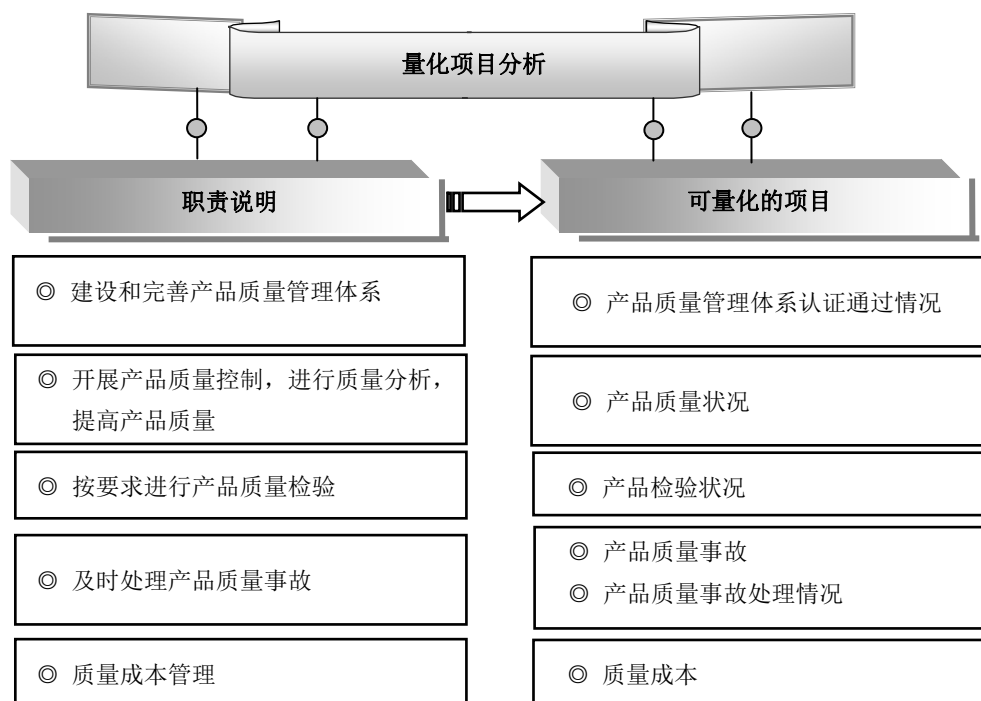 量化项目分析
职责说明
可量化的项目
◎ 建设和完善产品质量管理体系
◎ 产品质量管理体系认证通过情况
◎ 开展产品质量控制，进行质量分析，
提高产品质量
◎ 产品质量状况
◎ 按要求进行产品质量检验
◎ 产品检验状况
◎ 及时处理产品质量事故
◎ 产品质量事故
◎ 产品质量事故处理情况
◎ 质量成本管理
◎ 质量成本